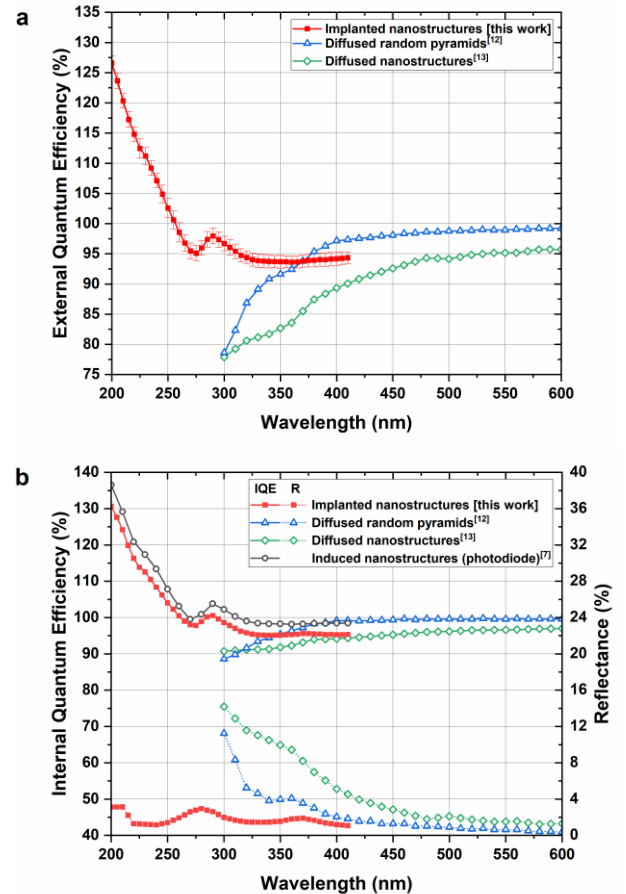 a
Implanted nanostructures [this work]
Diffused random pyramids[12]
Diffused nanostructures[13]
External Quantum Efficiency (%)
135
130
125
120
115
110
105
100
95
90
85
80
75
200 250 300 350 400 450 500 550 600
Wavelength (nm)
b
IQE R
Implanted nanostructures [this work]
Diffused random pyramids[12]
Diffused nanostructures[13]
Induced nanostructures (photodiode)[7]
Internal Quantum Efficiency (%)
140
130
120
110
100
90
80
70
60
50
40
Reflectance (%)
40
36
32
28
24
20
16
12
8
4
0
200 250 300 350 400 450 500 550 600
Wavelength (nm)